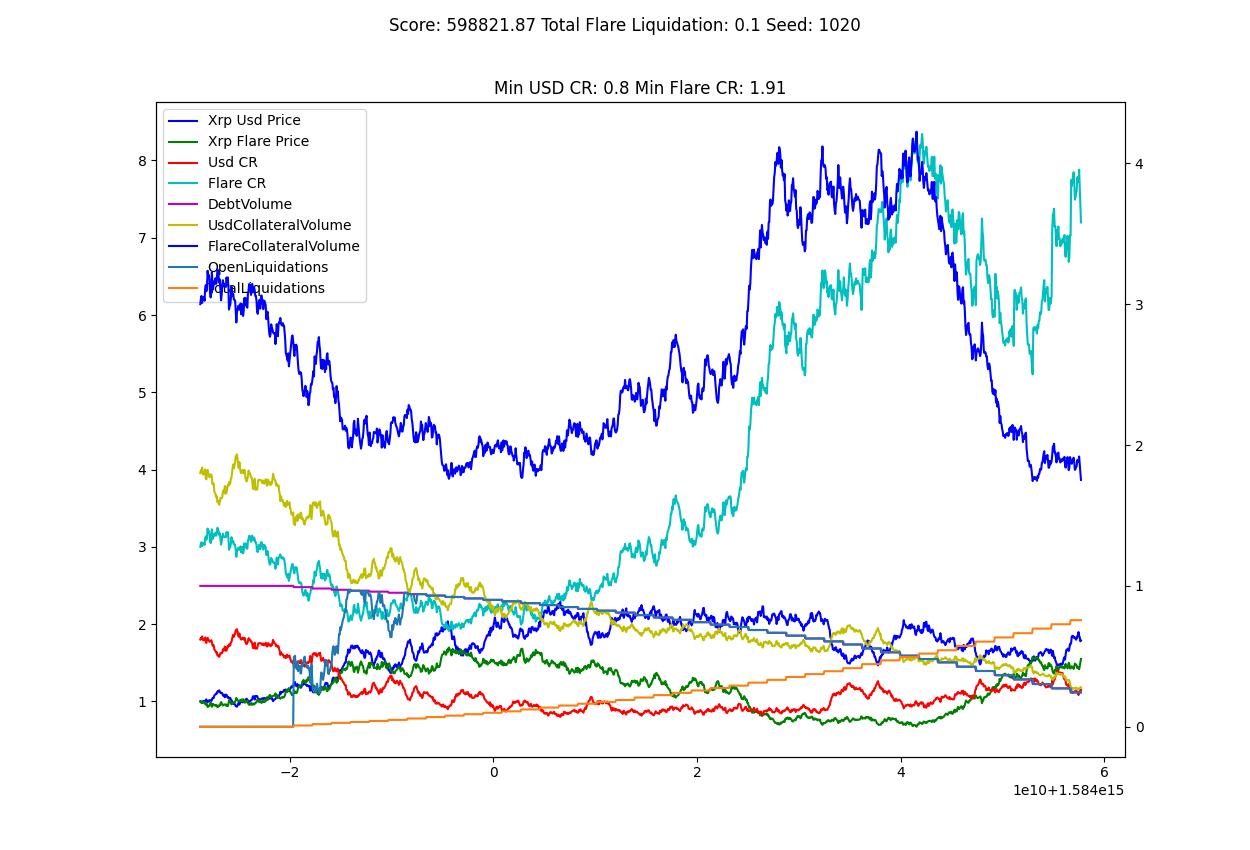 Score: 598821.87 Total Flare Liquidation: 0.1 Seed: 1020
Min USD CR: 0.8 Min Flare CR: 1.91
Xrp Usd Price
Xrp Flare Price
Usd CR
Flare CR
DebtVolume
UsdCollateralVolume
FlareCollateralVolume
OpenLiquidations
TotalLiquidations
8
7
6
5
4
3
2
1
4
3
2
1
0
−2
0
2
4
6
1e10+1.584e15